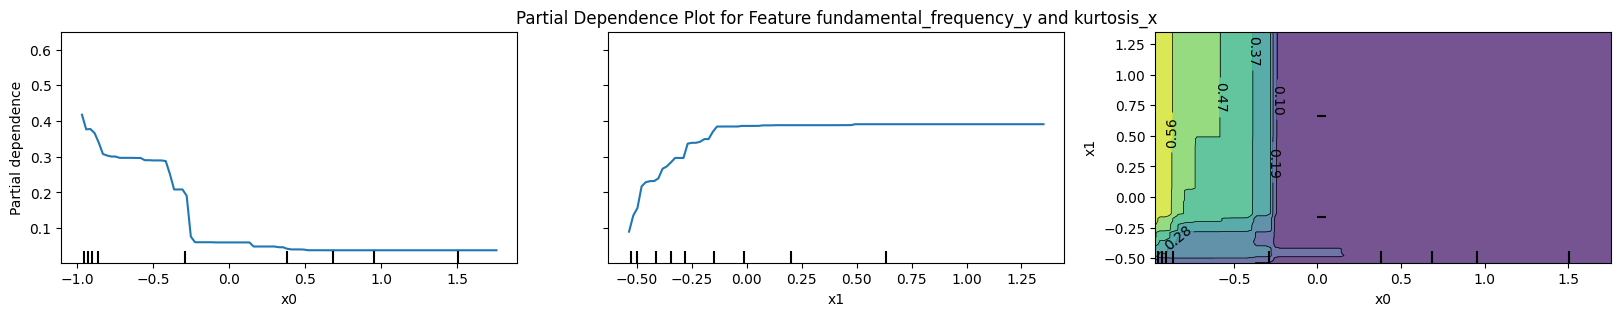 Partial Dependence Plot for Feature fundamental_frequency_y and kurtosis_x
Partial dependence
0.6
0.5
0.4
0.3
0.2
0.1
−1.0 −0.5 0.0 0.5 1.0 1.5
x0
−0.50 −0.25 0.00 0.25 0.50 0.75 1.00 1.25
x1
x1
1.25
1.00
0.75
0.50
0.25
0.00
−0.25
−0.50
0.56
0.47
0.37
0.10
0.19
0.28
−0.5 0.0 0.5 1.0 1.5
x0